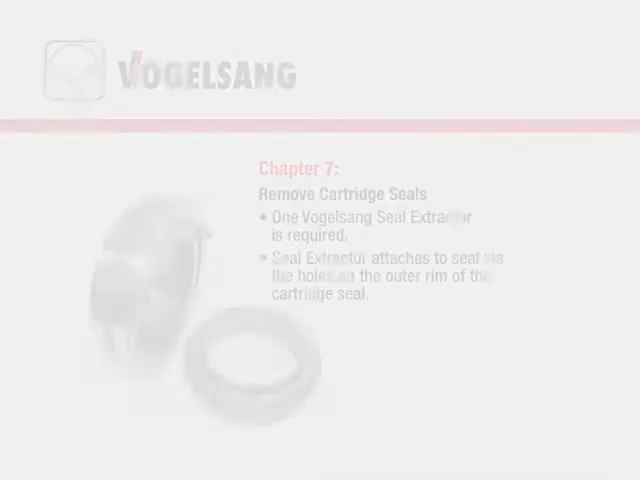 VOGELSANG
Chapter 7:
Remove Cartridge Seals
• One Vogelsang Seal Extractor
is required.
• Seal Extractor attaches to seal via
the holes on the outer rim of the
cartridge seal.